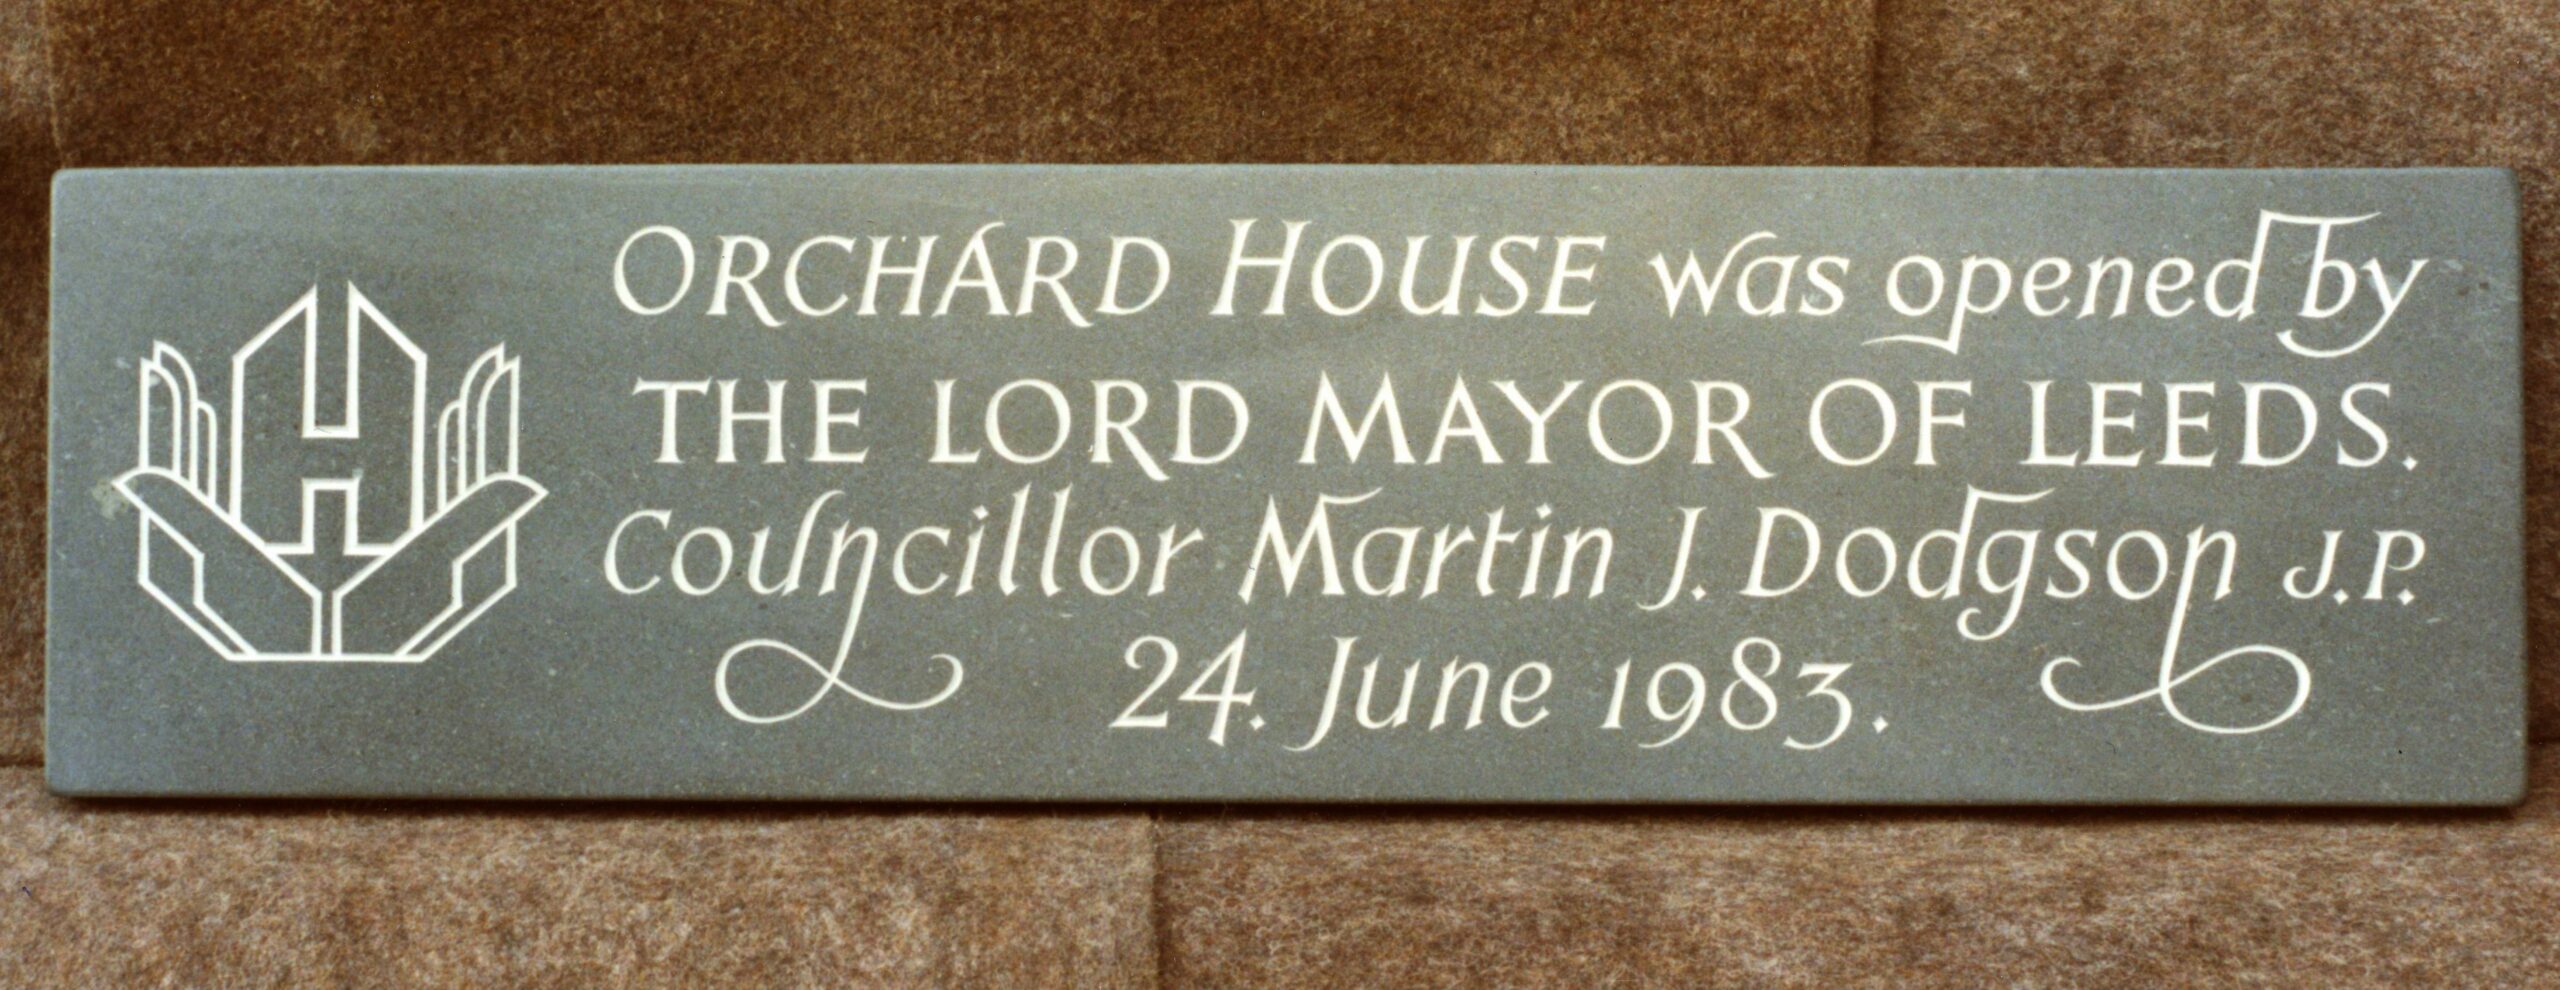 ORCHARD HOUSE was opened by
THE LORD MAYOR OF LEEDS.
Councillor Martin J. Dodgson J.P.
24. June 1983.